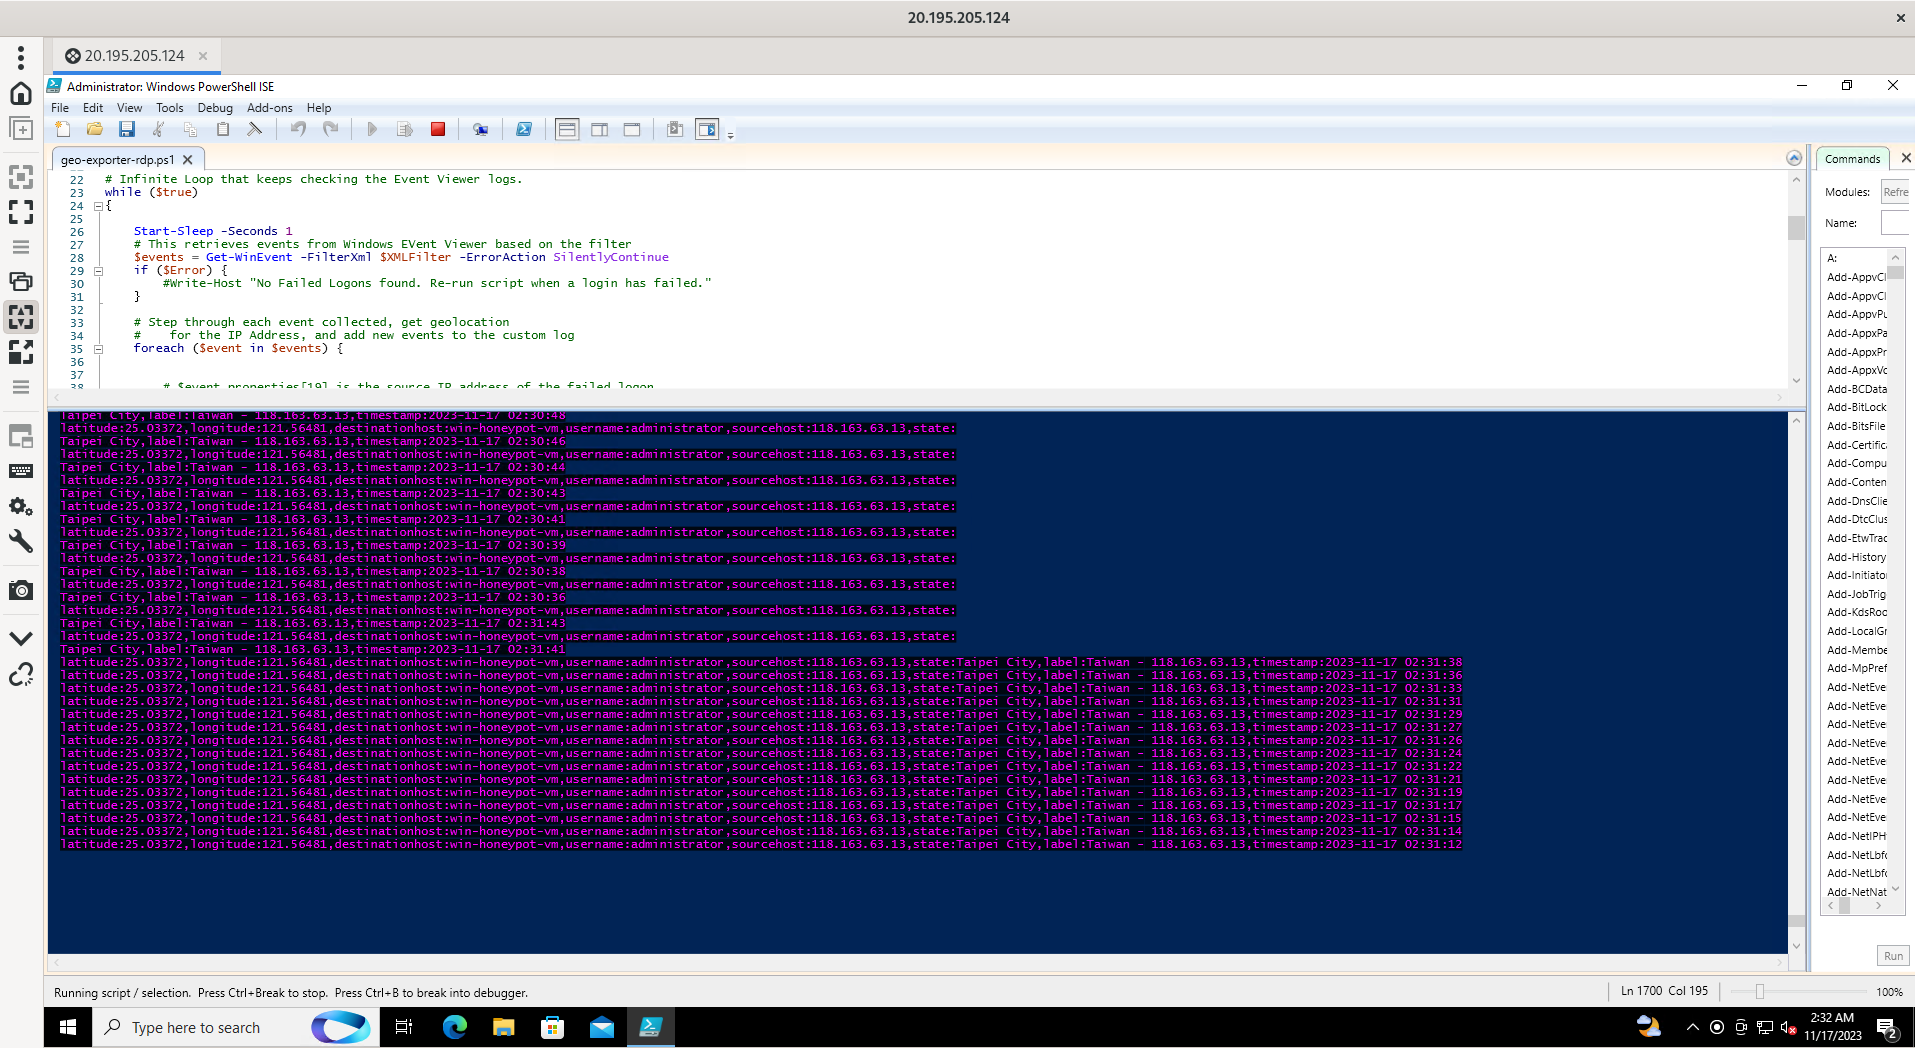 20.195.205.124
20.195.205.124
Administrator: Windows PowerShell ISE
File Edit View Tools Debug Add-ons Help
geo-exporter-rdp.ps1
22 # Infinite Loop that keeps checking the Event Viewer logs.
23 while ($true)
24 {
25
26 Start-Sleep -Seconds 1
27 # This retrieves events from Windows EVent Viewer based on the filter
28 $events = Get-WinEvent -FilterXml $XMLFilter -ErrorAction SilentlyContinue
29 if ($Error) {
30 #Write-Host "No Failed Logons found. Re-run script when a login has failed."
31 }
32
33 # Step through each event collected, get geolocation
34 # for the IP Address, and add new events to the custom log
35 foreach ($event in $events) {
36
37
38 # $event.properties[19] is the source IP address of the failed logon
Taipei City,label:Taiwan - 118.163.63.13,timestamp:2023-11-17 02:30:48
latitude:25.03372,longitude:121.56481,destinationhost:win-honeypot-vm,username:administrator,sourcehost:118.163.63.13,state:
Taipei City,label:Taiwan - 118.163.63.13,timestamp:2023-11-17 02:30:46
latitude:25.03372,longitude:121.56481,destinationhost:win-honeypot-vm,username:administrator,sourcehost:118.163.63.13,state:
Taipei City,label:Taiwan - 118.163.63.13,timestamp:2023-11-17 02:30:44
latitude:25.03372,longitude:121.56481,destinationhost:win-honeypot-vm,username:administrator,sourcehost:118.163.63.13,state:
Taipei City,label:Taiwan - 118.163.63.13,timestamp:2023-11-17 02:30:43
latitude:25.03372,longitude:121.56481,destinationhost:win-honeypot-vm,username:administrator,sourcehost:118.163.63.13,state:
Taipei City,label:Taiwan - 118.163.63.13,timestamp:2023-11-17 02:30:41
latitude:25.03372,longitude:121.56481,destinationhost:win-honeypot-vm,username:administrator,sourcehost:118.163.63.13,state:
Taipei City,label:Taiwan - 118.163.63.13,timestamp:2023-11-17 02:30:39
latitude:25.03372,longitude:121.56481,destinationhost:win-honeypot-vm,username:administrator,sourcehost:118.163.63.13,state:
Taipei City,label:Taiwan - 118.163.63.13,timestamp:2023-11-17 02:30:38
latitude:25.03372,longitude:121.56481,destinationhost:win-honeypot-vm,username:administrator,sourcehost:118.163.63.13,state:
Taipei City,label:Taiwan - 118.163.63.13,timestamp:2023-11-17 02:30:36
latitude:25.03372,longitude:121.56481,destinationhost:win-honeypot-vm,username:administrator,sourcehost:118.163.63.13,state:
Taipei City,label:Taiwan - 118.163.63.13,timestamp:2023-11-17 02:31:43
latitude:25.03372,longitude:121.56481,destinationhost:win-honeypot-vm,username:administrator,sourcehost:118.163.63.13,state:
Taipei City,label:Taiwan - 118.163.63.13,timestamp:2023-11-17 02:31:41
latitude:25.03372,longitude:121.56481,destinationhost:win-honeypot-vm,username:administrator,sourcehost:118.163.63.13,state:Taipei City,label:Taiwan - 118.163.63.13,timestamp:2023-11-17 02:31:38
latitude:25.03372,longitude:121.56481,destinationhost:win-honeypot-vm,username:administrator,sourcehost:118.163.63.13,state:Taipei City,label:Taiwan - 118.163.63.13,timestamp:2023-11-17 02:31:36
latitude:25.03372,longitude:121.56481,destinationhost:win-honeypot-vm,username:administrator,sourcehost:118.163.63.13,state:Taipei City,label:Taiwan - 118.163.63.13,timestamp:2023-11-17 02:31:33
latitude:25.03372,longitude:121.56481,destinationhost:win-honeypot-vm,username:administrator,sourcehost:118.163.63.13,state:Taipei City,label:Taiwan - 118.163.63.13,timestamp:2023-11-17 02:31:31
latitude:25.03372,longitude:121.56481,destinationhost:win-honeypot-vm,username:administrator,sourcehost:118.163.63.13,state:Taipei City,label:Taiwan - 118.163.63.13,timestamp:2023-11-17 02:31:29
latitude:25.03372,longitude:121.56481,destinationhost:win-honeypot-vm,username:administrator,sourcehost:118.163.63.13,state:Taipei City,label:Taiwan - 118.163.63.13,timestamp:2023-11-17 02:31:27
latitude:25.03372,longitude:121.56481,destinationhost:win-honeypot-vm,username:administrator,sourcehost:118.163.63.13,state:Taipei City,label:Taiwan - 118.163.63.13,timestamp:2023-11-17 02:31:26
latitude:25.03372,longitude:121.56481,destinationhost:win-honeypot-vm,username:administrator,sourcehost:118.163.63.13,state:Taipei City,label:Taiwan - 118.163.63.13,timestamp:2023-11-17 02:31:24
latitude:25.03372,longitude:121.56481,destinationhost:win-honeypot-vm,username:administrator,sourcehost:118.163.63.13,state:Taipei City,label:Taiwan - 118.163.63.13,timestamp:2023-11-17 02:31:22
latitude:25.03372,longitude:121.56481,destinationhost:win-honeypot-vm,username:administrator,sourcehost:118.163.63.13,state:Taipei City,label:Taiwan - 118.163.63.13,timestamp:2023-11-17 02:31:21
latitude:25.03372,longitude:121.56481,destinationhost:win-honeypot-vm,username:administrator,sourcehost:118.163.63.13,state:Taipei City,label:Taiwan - 118.163.63.13,timestamp:2023-11-17 02:31:19
latitude:25.03372,longitude:121.56481,destinationhost:win-honeypot-vm,username:administrator,sourcehost:118.163.63.13,state:Taipei City,label:Taiwan - 118.163.63.13,timestamp:2023-11-17 02:31:17
latitude:25.03372,longitude:121.56481,destinationhost:win-honeypot-vm,username:administrator,sourcehost:118.163.63.13,state:Taipei City,label:Taiwan - 118.163.63.13,timestamp:2023-11-17 02:31:15
latitude:25.03372,longitude:121.56481,destinationhost:win-honeypot-vm,username:administrator,sourcehost:118.163.63.13,state:Taipei City,label:Taiwan - 118.163.63.13,timestamp:2023-11-17 02:31:14
latitude:25.03372,longitude:121.56481,destinationhost:win-honeypot-vm,username:administrator,sourcehost:118.163.63.13,state:Taipei City,label:Taiwan - 118.163.63.13,timestamp:2023-11-17 02:31:12
Commands
Modules: Refre
Name:
A:
Add-AppvCl
Add-AppvCl
Add-AppvPu
Add-AppxPa
Add-AppxPr
Add-AppxVo
Add-BCData
Add-BitLock
Add-BitsFile
Add-Certific
Add-Compu
Add-Conten
Add-DnsClie
Add-DtcClus
Add-EtwTrac
Add-History
Add-Initiator
Add-JobTrig
Add-KdsRoo
Add-LocalGr
Add-Membe
Add-MpPref
Add-NetEve
Add-NetEve
Add-NetEve
Add-NetEve
Add-NetEve
Add-NetEve
Add-NetEve
Add-NetEve
Add-NetIPH
Add-NetLbfo
Add-NetLbfo
Add-NetNat
Run
Running script / selection. Press Ctrl+Break to stop. Press Ctrl+B to break into debugger.
Ln 1700 Col 195
100%
Type here to search
2:32 AM
11/17/2023
2